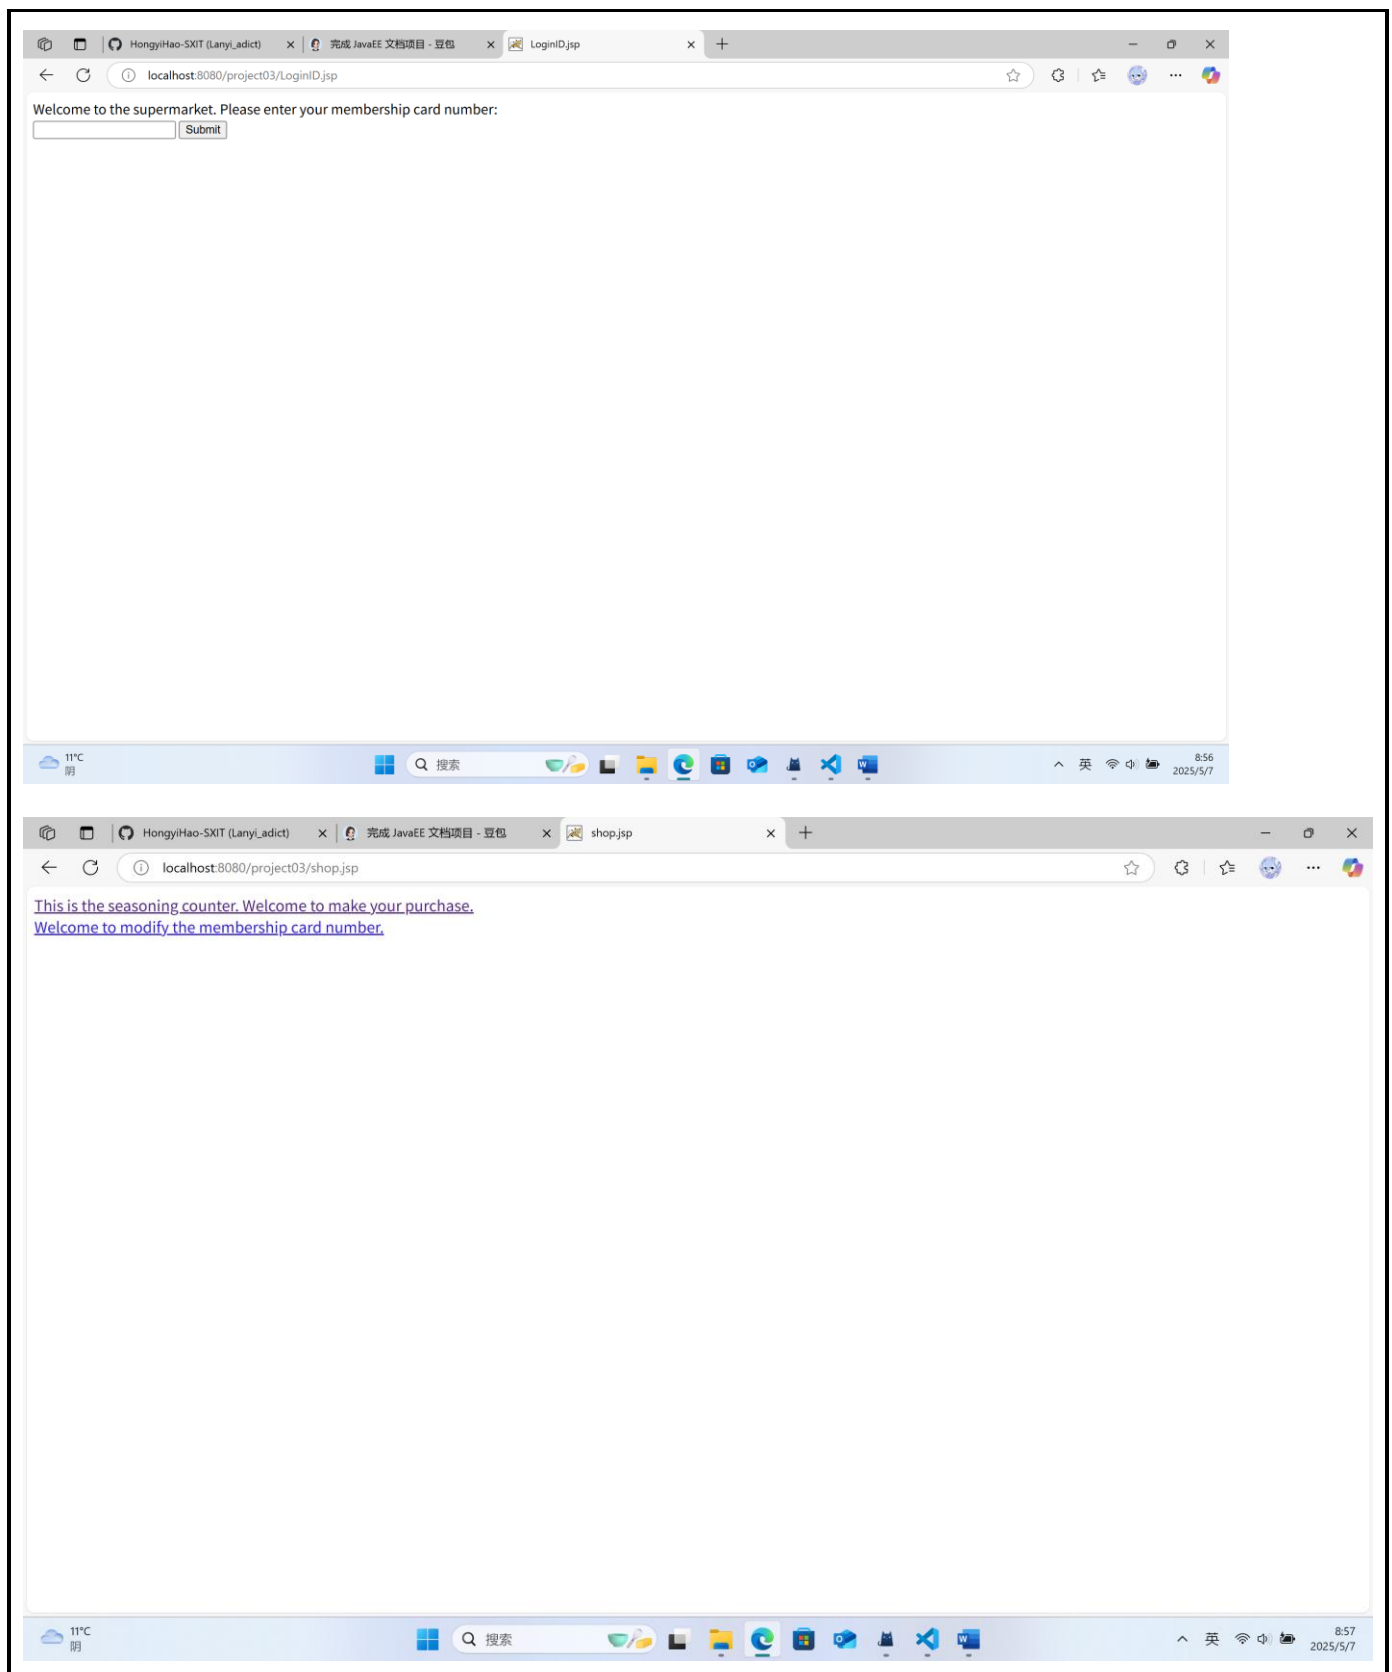 HongyiHao-SXIT (Lanyi_adict) 完成 JavaEE 文档项目 - 豆包 LoginID.jsp
localhost:8080/project03/LoginID.jsp
Welcome to the supermarket. Please enter your membership card number:
Submit
11°C
阴
搜索
英
8:56
2025/5/7
HongyiHao-SXIT (Lanyi_adict) 完成 JavaEE 文档项目 - 豆包 shop.jsp
localhost:8080/project03/shop.jsp
This is the seasoning counter. Welcome to make your purchase.
Welcome to modify the membership card number.
11°C
阴
搜索
英
8:57
2025/5/7